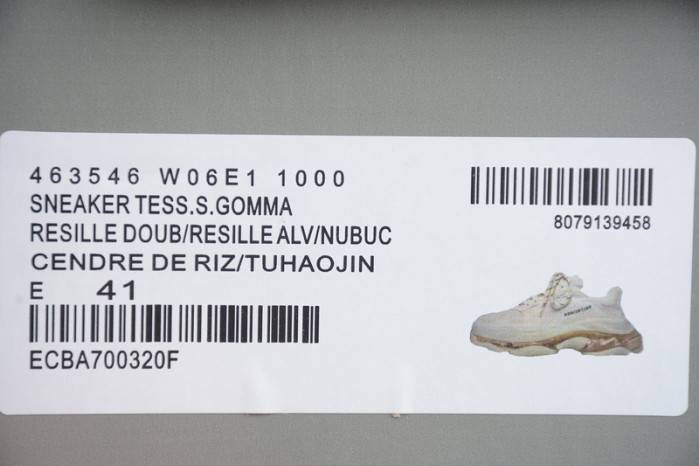 463546 W06E1 1000
SNEAKER TESS.S.GOMMA
RESILLE DOUB/RESILLE ALV/NUBUC
CENDRE DE RIZ/TUHAOJIN
E 41
ECBA700320F
8079139458